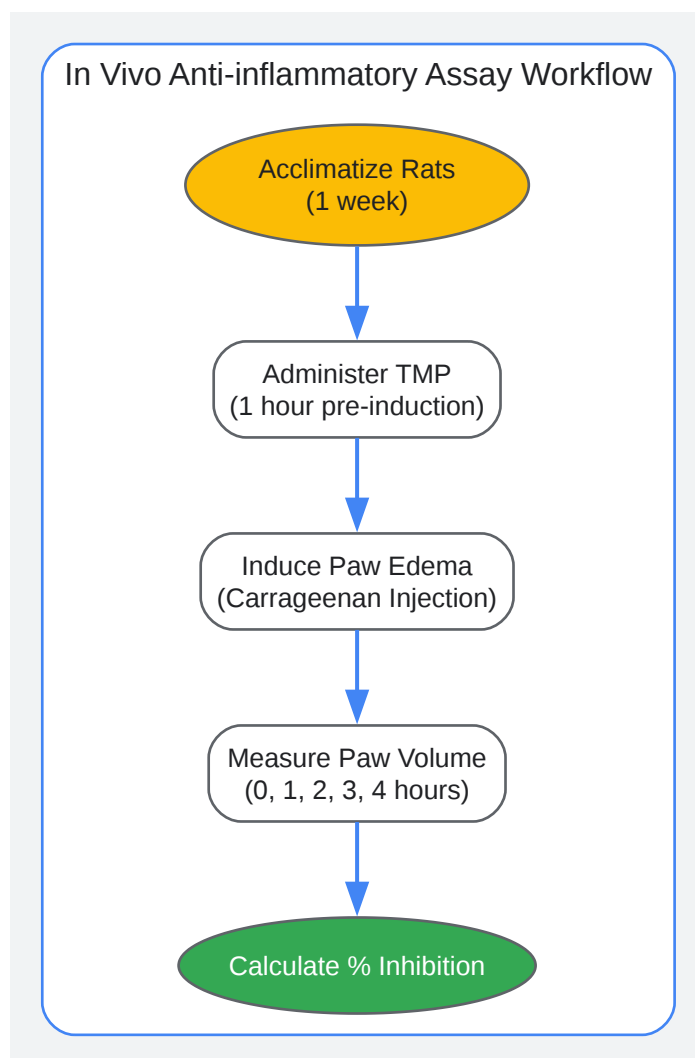 In Vivo Anti-inflammatory Assay Workflow
Acclimatize Rats
(1 week)
Administer TMP
(1 hour pre-induction)
Induce Paw Edema
(Carrageenan Injection)
Measure Paw Volume
(0, 1, 2, 3, 4 hours)
Calculate % Inhibition